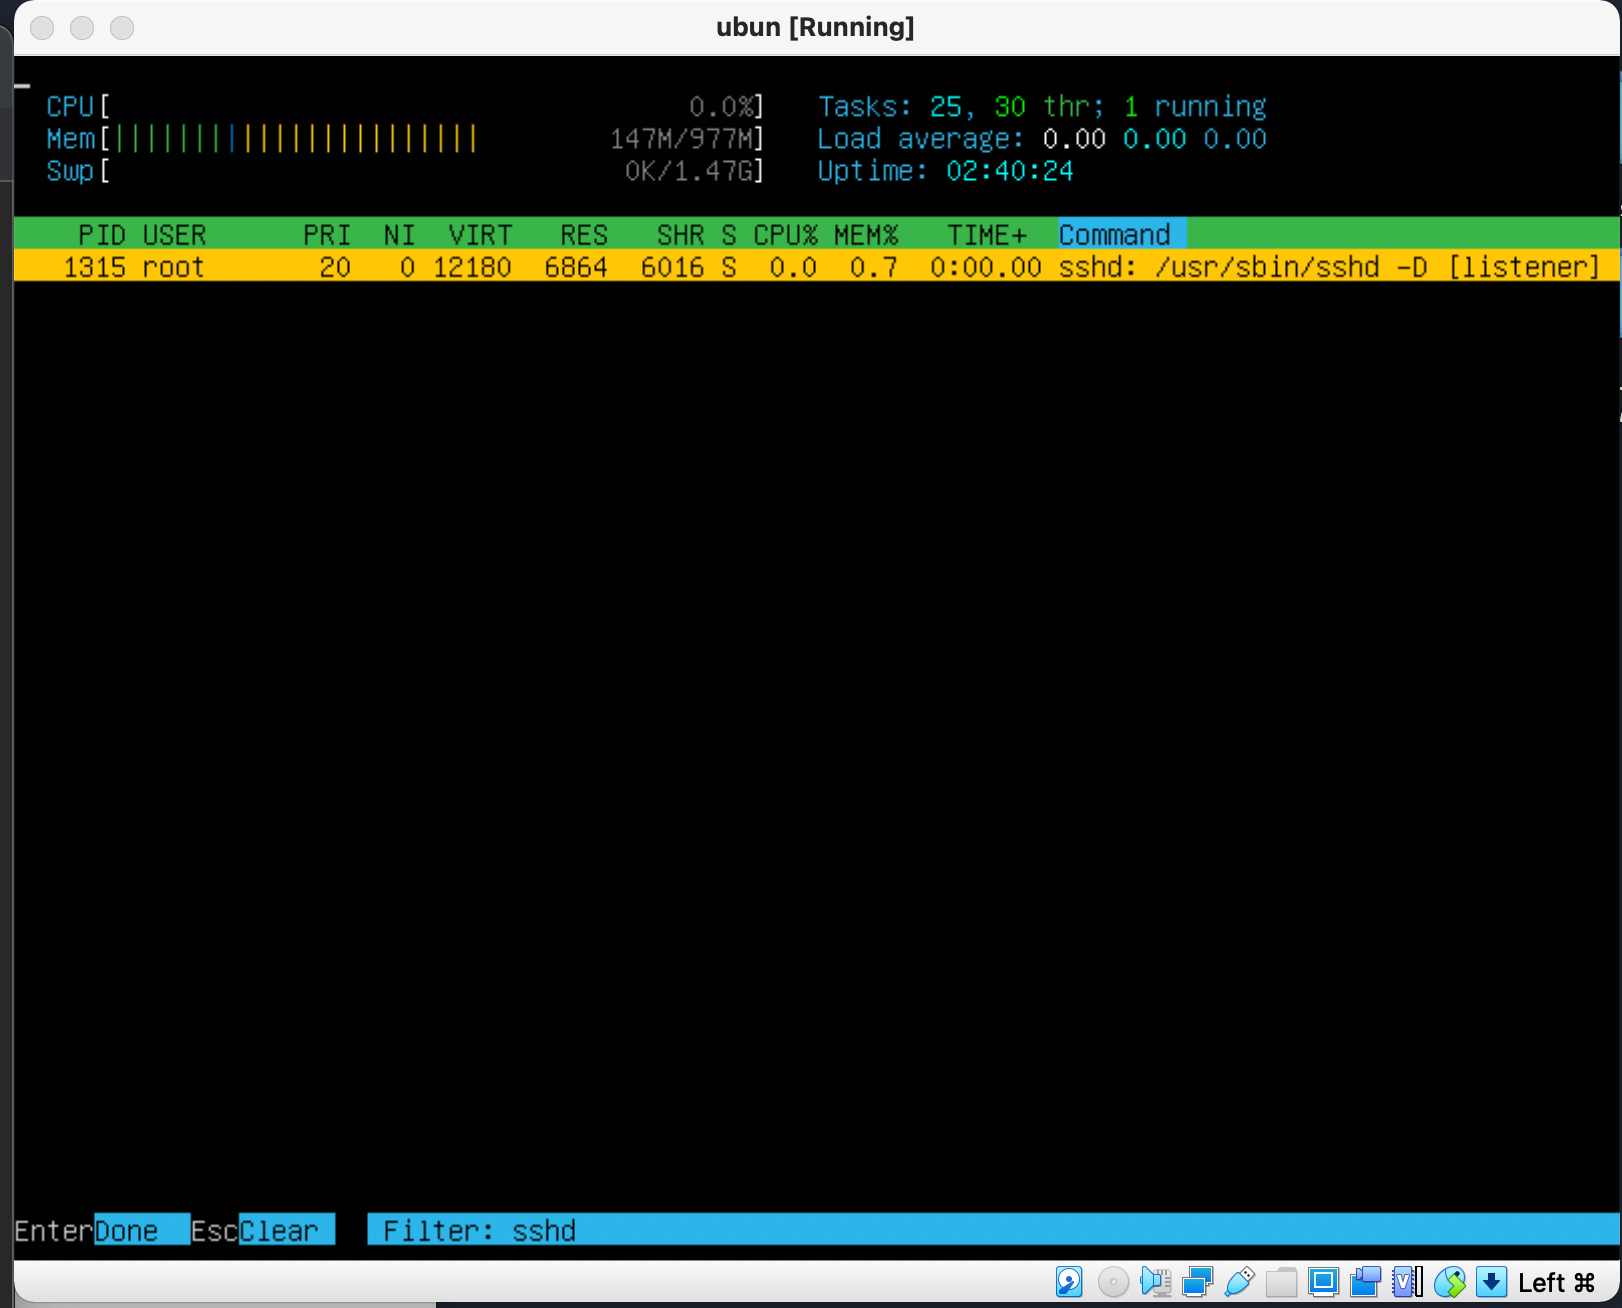 ubun [Running]
CPU[ 0.0%] Tasks: 25, 30 thr; 1 running
Mem[||||||||||||||||||||||| 147M/977M] Load average: 0.00 0.00 0.00
Swp[ 0K/1.47G] Uptime: 02:40:24
PID USER PRI NI VIRT RES SHR S CPU% MEM% TIME+ Command
1315 root 20 0 12180 6864 6016 S 0.0 0.7 0:00.00 sshd: /usr/sbin/sshd -D [listener]
EnterDone EscClear Filter: sshd
Left ⌘